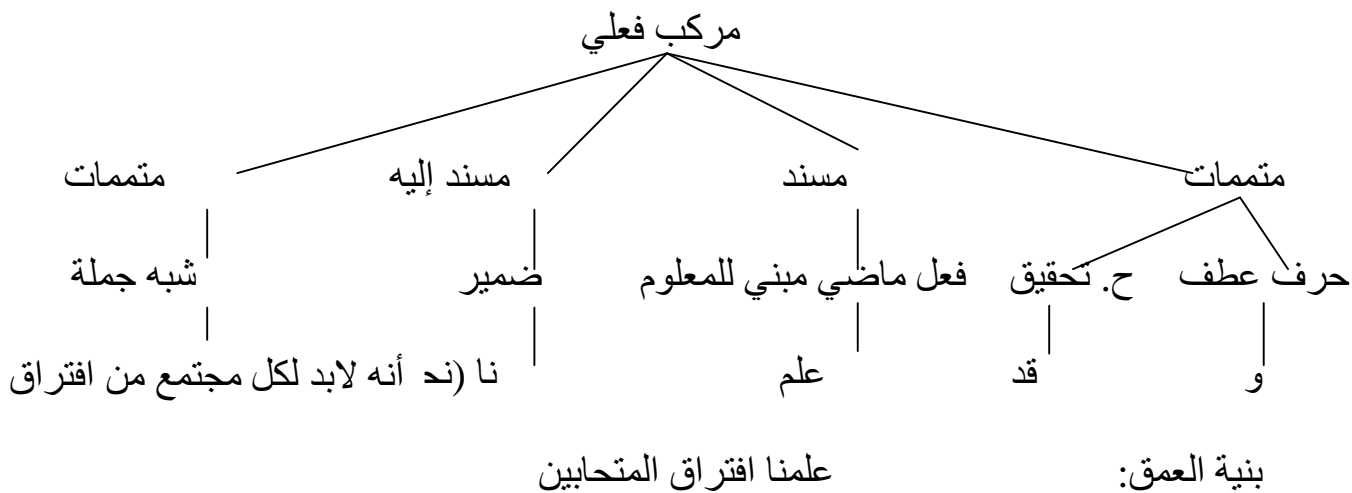 مركب فعلي
متممات مسند مسند إليه متممات
حرف عطف ح. تحقيق فعل ماضي مبني للمعلوم ضمير شبه جملة
و قد علم نا (نح أنه لابد لكل مجتمع من افتراق
بنية العمق: علمنا افتراق المتحابين